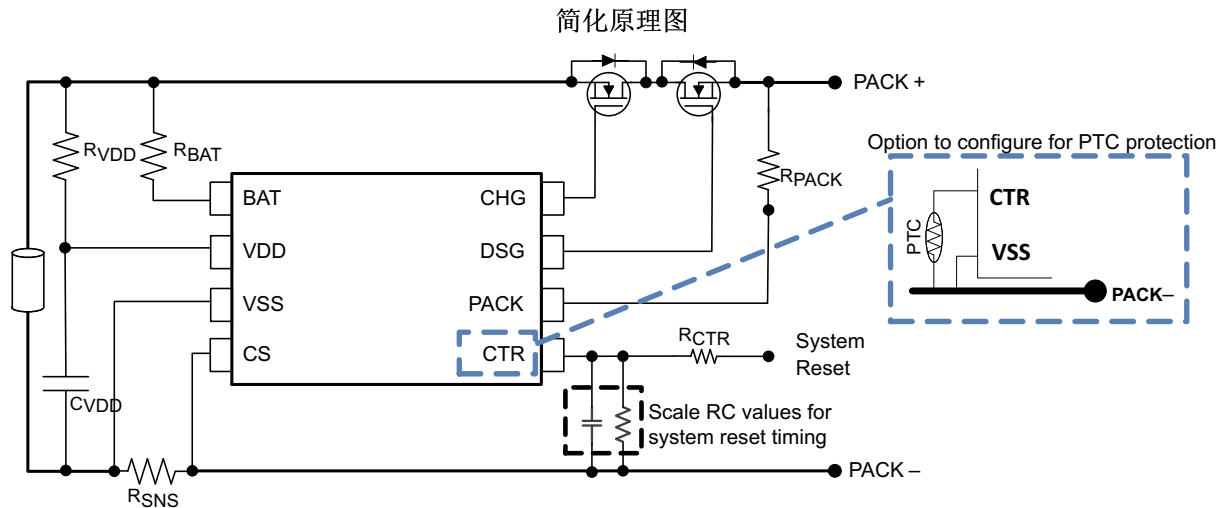 简化原理图
PACK +
RVDD
RBAT
RPACK
Option to configure for PTC protection
BAT
CHG
VDD
DSG
VSS
PACK
CS
CTR
CVDD
RSNS
RCTR
System
Reset
Scale RC values for
system reset timing
PACK –
CTR
PTC
VSS
PACK–